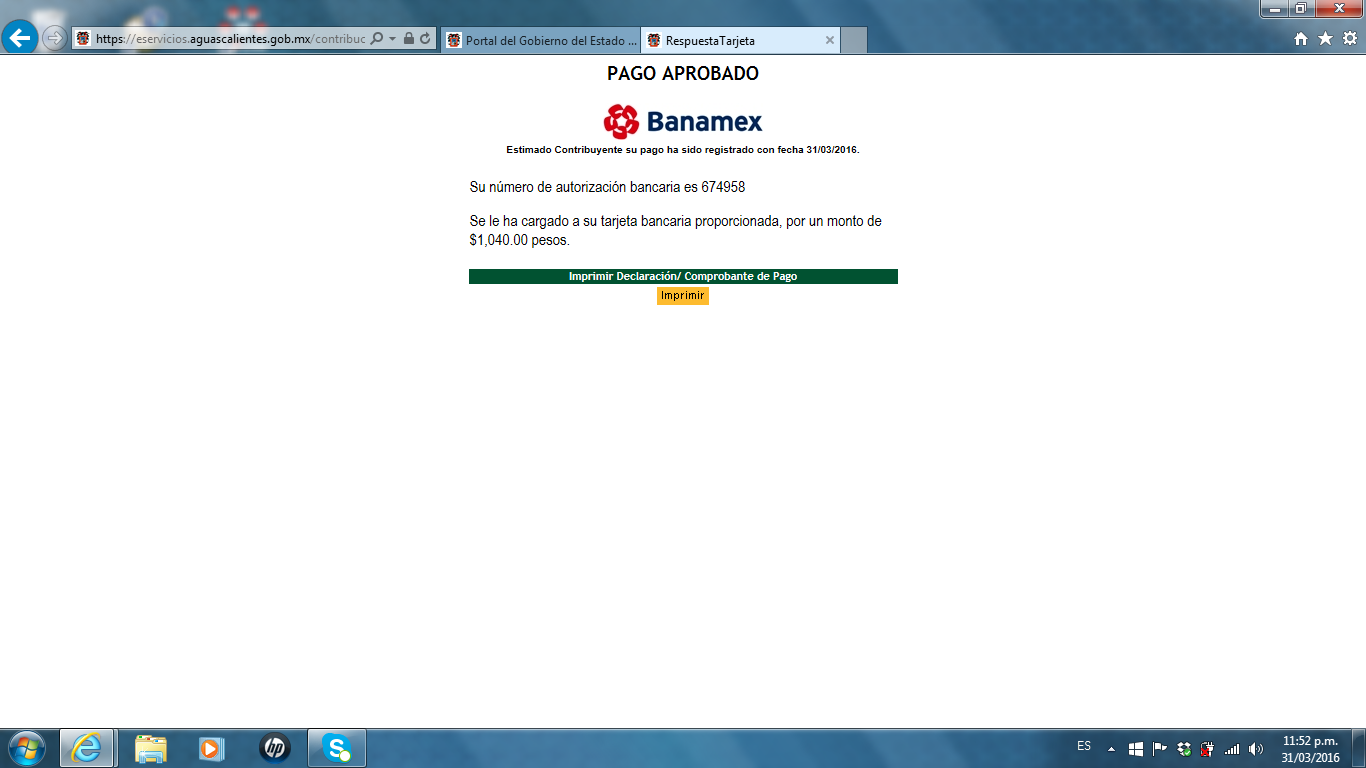 https://eservicios.aguascalientes.gob.mx/contribuc
Portal del Gobierno del Estado ...
RespuestaTarjeta
PAGO APROBADO
Banamex
Estimado Contribuyente su pago ha sido registrado con fecha 31/03/2016.
Su número de autorización bancaria es 674958
Se le ha cargado a su tarjeta bancaria proporcionada, por un monto de
$1,040.00 pesos.
Imprimir Declaración/ Comprobante de Pago
Imprimir
hp
S
ES
11:52 p.m.
31/03/2016